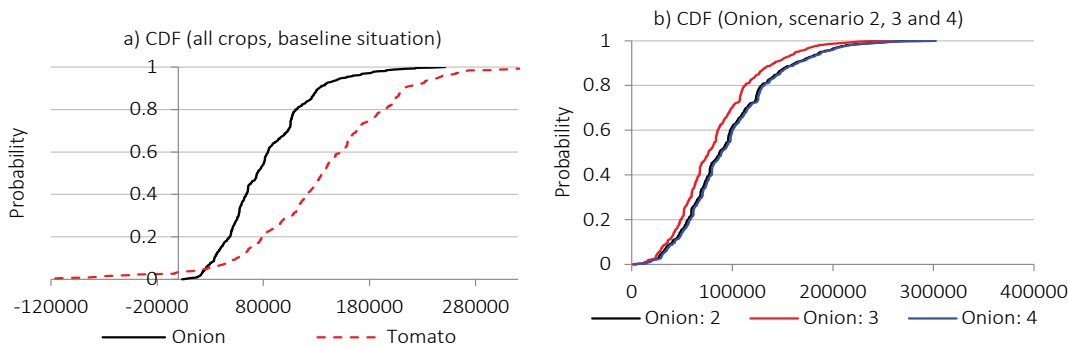 a) CDF (all crops, baseline situation)
Probability
1
0.8
0.6
0.4
0.2
0
-120000 -20000 80000 180000 280000
Onion Tomato
b) CDF (Onion, scenario 2, 3 and 4)
Probability
1
0.8
0.6
0.4
0.2
0
0 100000 200000 300000 400000
Onion: 2 Onion: 3 Onion: 4